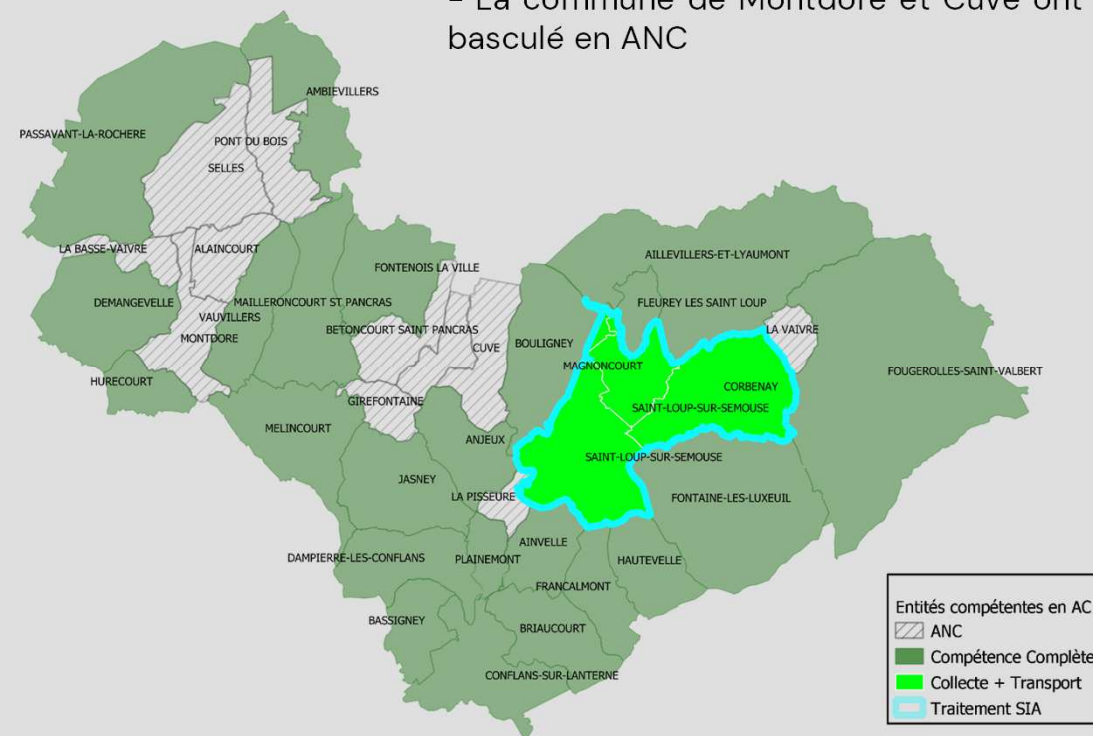 - La commune de Montdoré et Cuve ont
basculé en ANC
AMBIEVILLERS
PASSAVANT-LA-ROCHERE
PONT DU BOIS
SELLES
LA BASSE-VAIVRE
ALAINCOURT
AILLEVILLERS-ET-LYAUMONT
FONTENOIS LA VILLE
DEMANGEVELLE
MAILLERONCOURT ST PANCRAS
FLEUREY LES SAINT LOUP
VAUVILLERS
BETONCOURT SAINT PANCRAS
LA VAIVRE
MONTDORE
CUVE
BOULIGNEY
MAGNONCOURT
FOUGEROLLES-SAINT-VALBERT
HURECOURT
CORBENAY
GIREFONTAINE
SAINT-LOUP-SUR-SEMOUSE
MELINCOURT
ANJEUX
SAINT-LOUP-SUR-SEMOUSE
JASNEY
LA PISSEURE
FONTAINE-LES-LUXEUIL
AINVELLE
DAMPIERRE-LES-CONFLANS
PLAINEMONT
HAUTEVELLE
FRANCALMONT
BASSIGNEY
BRIAUCOURT
CONFLANS-SUR-LANTERNE
Entités compétentes en AC
ANC
Compétence Complète
Collecte + Transport
Traitement SIA